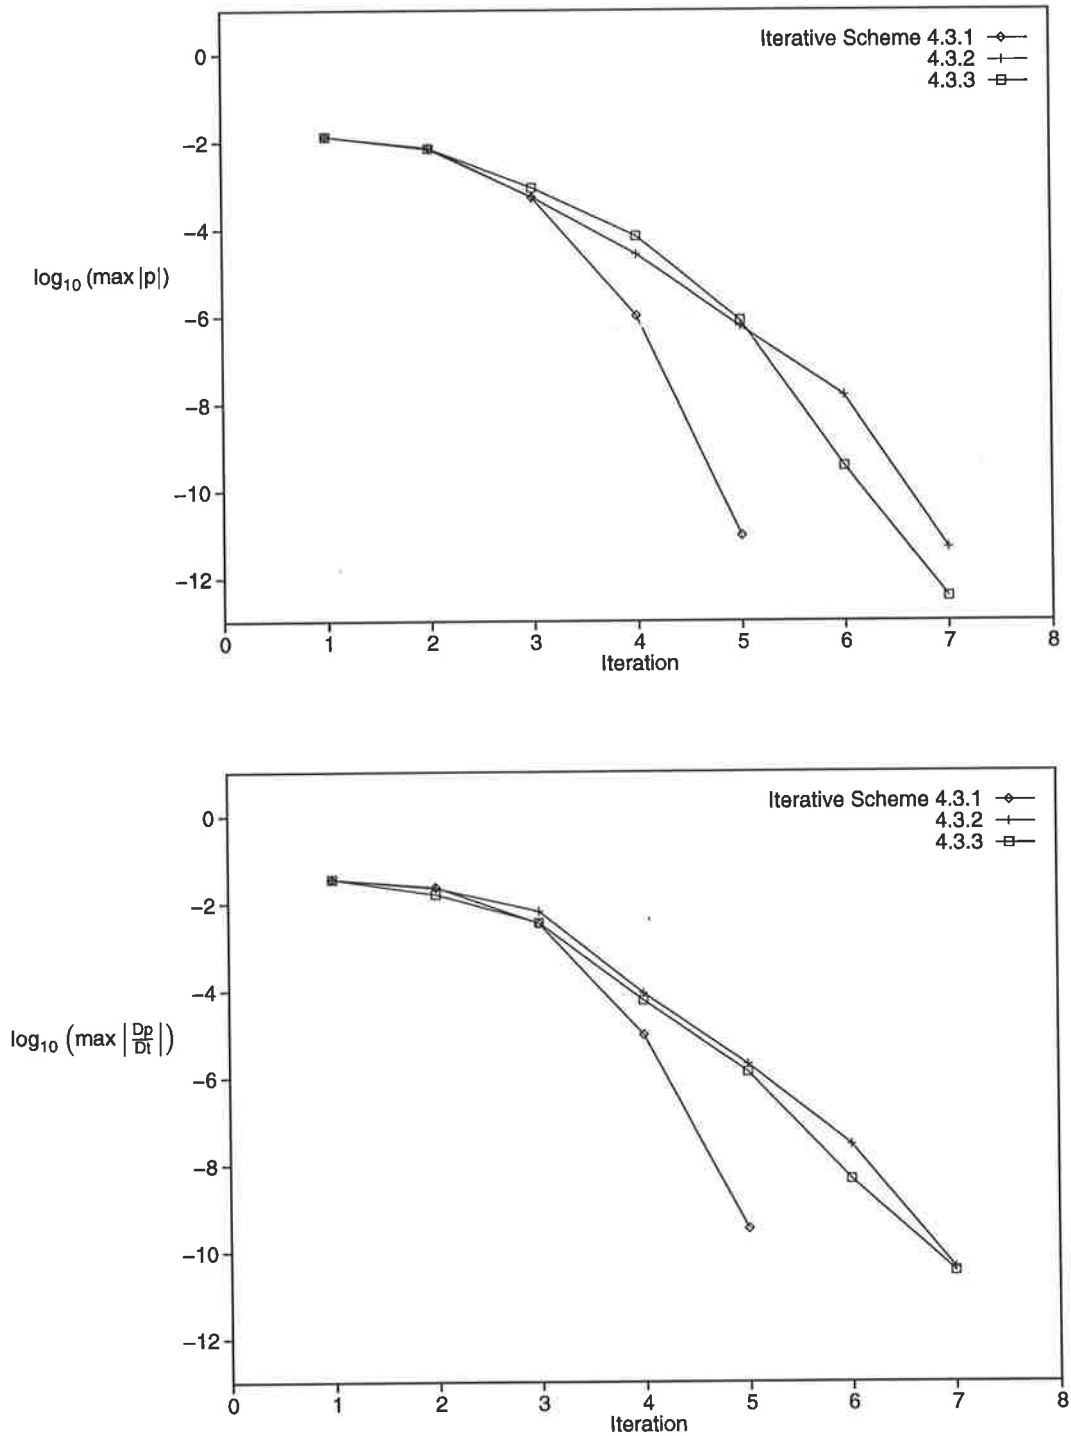 Iterative Scheme 4.3.1
4.3.2
4.3.3
0
−2
−4
−6
−8
−10
−12
log10 (max |p|)
0 1 2 3 4 5 6 7 8
Iteration
Iterative Scheme 4.3.1
4.3.2
4.3.3
0
−2
−4
−6
−8
−10
−12
log10 (max |Dp/Dt|)
0 1 2 3 4 5 6 7 8
Iteration